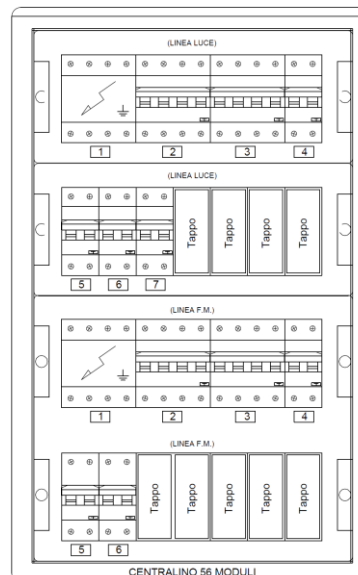 (LINEA LUCE)
1 2 3 4
(LINEA LUCE)
Tappo Tappo Tappo Tappo
5 6 7
(LINEA F.M.)
1 2 3 4
(LINEA F.M.)
Tappo Tappo Tappo Tappo Tappo
5 6
CENTRALINO 56 MODULI